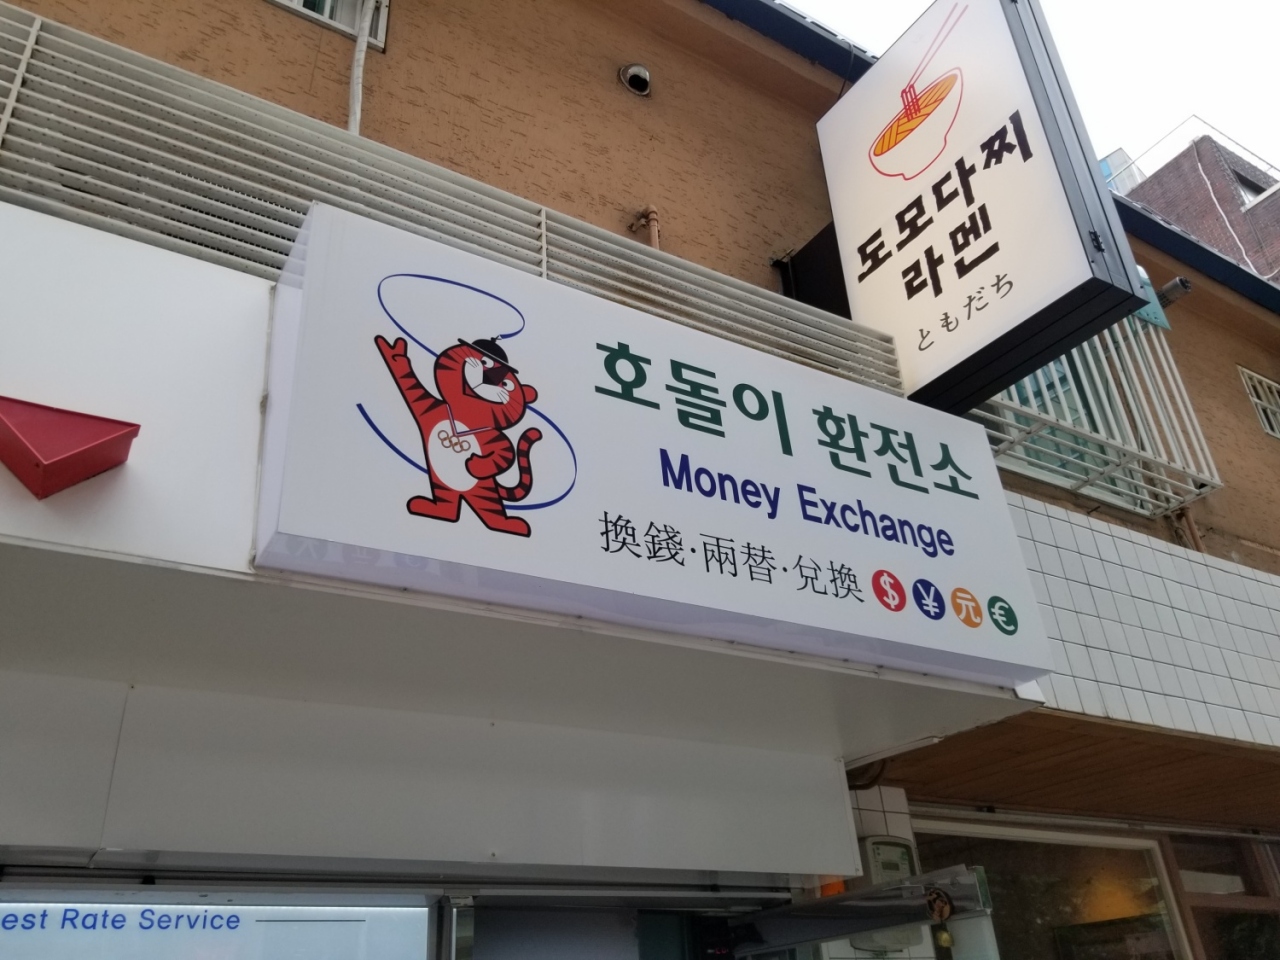 도모다찌
라멘
ともだち
호돌이 환전소
Money Exchange
換錢·兩替·兌換 $ ¥ 元 €
est Rate Service